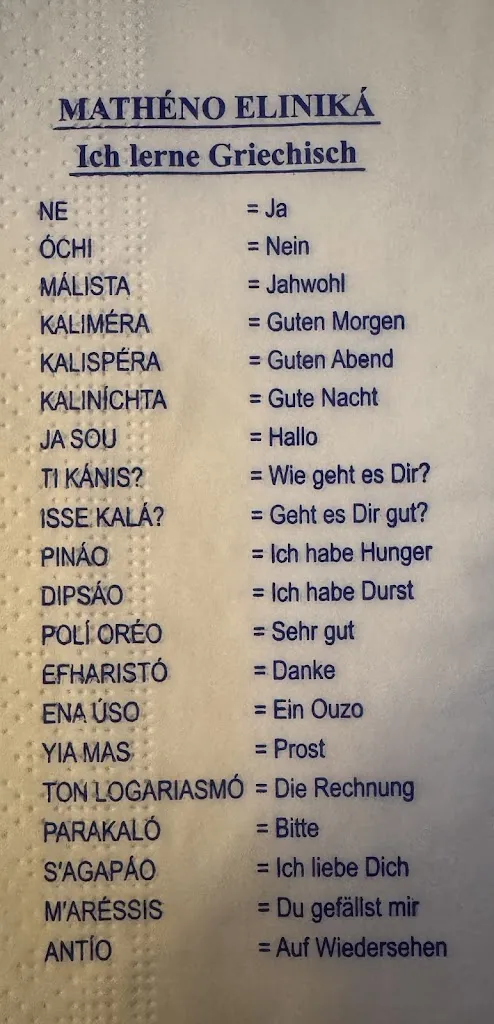 MATHÉNO ELINIKÁ
Ich lerne Griechisch
NE = Ja
ÓCHI = Nein
MÁLISTA = Jahwohl
KALIMÉRA = Guten Morgen
KALISPÉRA = Guten Abend
KALINÍCHTA = Gute Nacht
JA SOU = Hallo
TI KÁNIS? = Wie geht es Dir?
ISSE KALÁ? = Geht es Dir gut?
PINÁO = Ich habe Hunger
DIPSÁO = Ich habe Durst
POLÍ ORÉO = Sehr gut
EFHARISTÓ = Danke
ENA ÚSO = Ein Ouzo
YIA MAS = Prost
TON LOGARIASMÓ = Die Rechnung
PARAKALÓ = Bitte
S'AGAPÁO = Ich liebe Dich
M'ARÉSSIS = Du gefällst mir
ANTÍO = Auf Wiedersehen